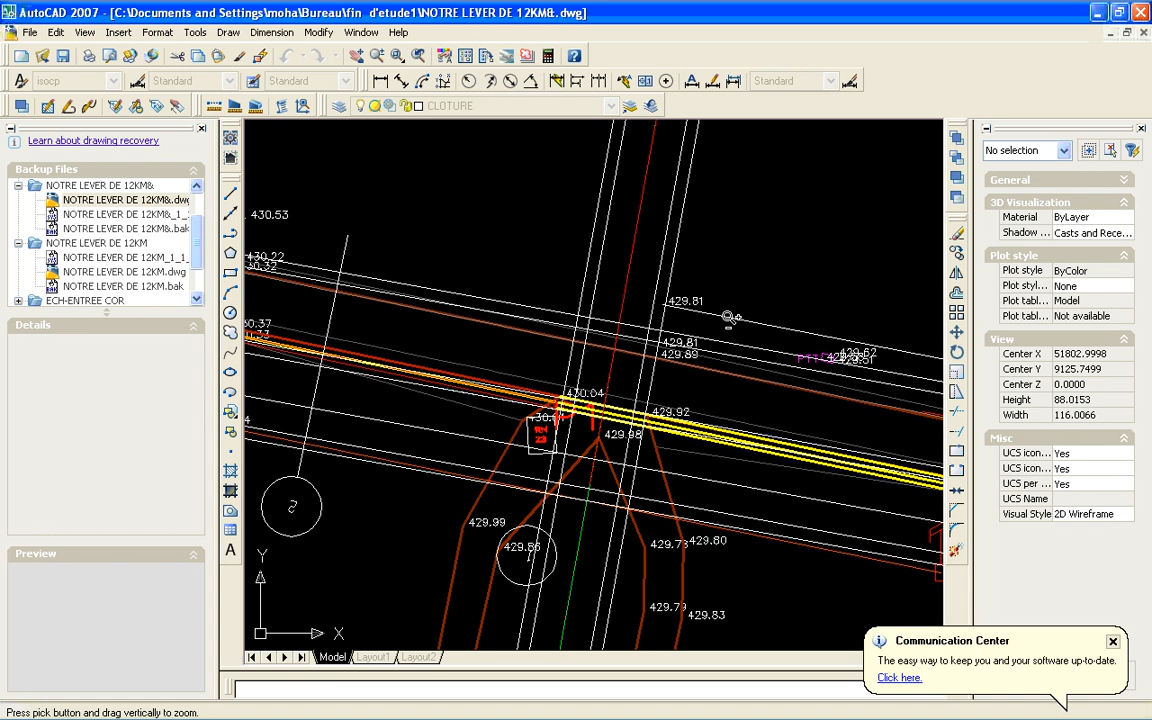 AutoCAD 2007 - [C:\Documents and Settings\moha\Bureau\fin d'etude1\NOTRE LEVER DE 12KM&.dwg]
File Edit View Insert Format Tools Draw Dimension Modify Window Help
isocp Standard Standard Standard
CLOTURE
Learn about drawing recovery
Backup Files
NOTRE LEVER DE 12KM&
NOTRE LEVER DE 12KM&.dwg
NOTRE LEVER DE 12KM&_1_
NOTRE LEVER DE 12KM&.bak
NOTRE LEVER DE 12KM
NOTRE LEVER DE 12KM_1_1_
NOTRE LEVER DE 12KM.dwg
NOTRE LEVER DE 12KM.bak
ECH-ENTREE COR
Details
Preview
430.53
430.22
430.32
429.81
429.81
429.89
430.04
429.92
429.98
429.99
429.86
429.73
429.80
429.79
429.83
2
Y
X
Model Layout1 Layout2
No selection
General
3D Visualization
Material ByLayer
Shadow ... Casts and Rece...
Plot style
Plot style ByColor
Plot styl... None
Plot tabl... Model
Plot tabl... Not available
View
Center X 51802.9998
Center Y 9125.7499
Center Z 0.0000
Height 88.0153
Width 116.0066
Misc
UCS icon... Yes
UCS icon... Yes
UCS per ... Yes
UCS Name
Visual Style 2D Wireframe
Communication Center
The easy way to keep you and your software up-to-date.
Click here.
Press pick button and drag vertically to zoom.